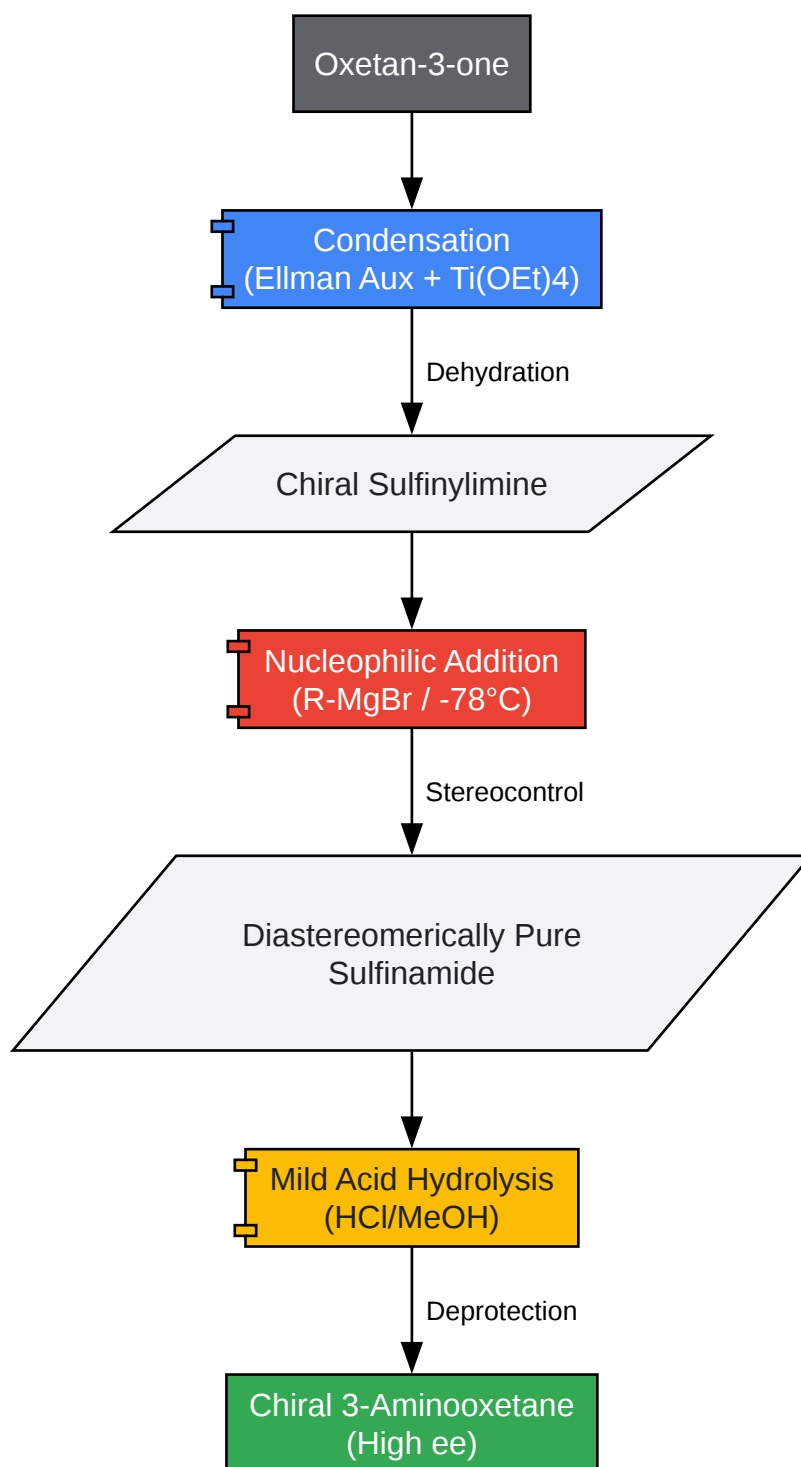 Oxetan-3-one
Condensation
(Ellman Aux + Ti(OEt)4)
Dehydration
Chiral Sulfinylimine
Nucleophilic Addition
(R-MgBr / -78°C)
Stereocontrol
Diastereomerically Pure
Sulfinamide
Mild Acid Hydrolysis
(HCl/MeOH)
Deprotection
Chiral 3-Aminooxetane
(High ee)